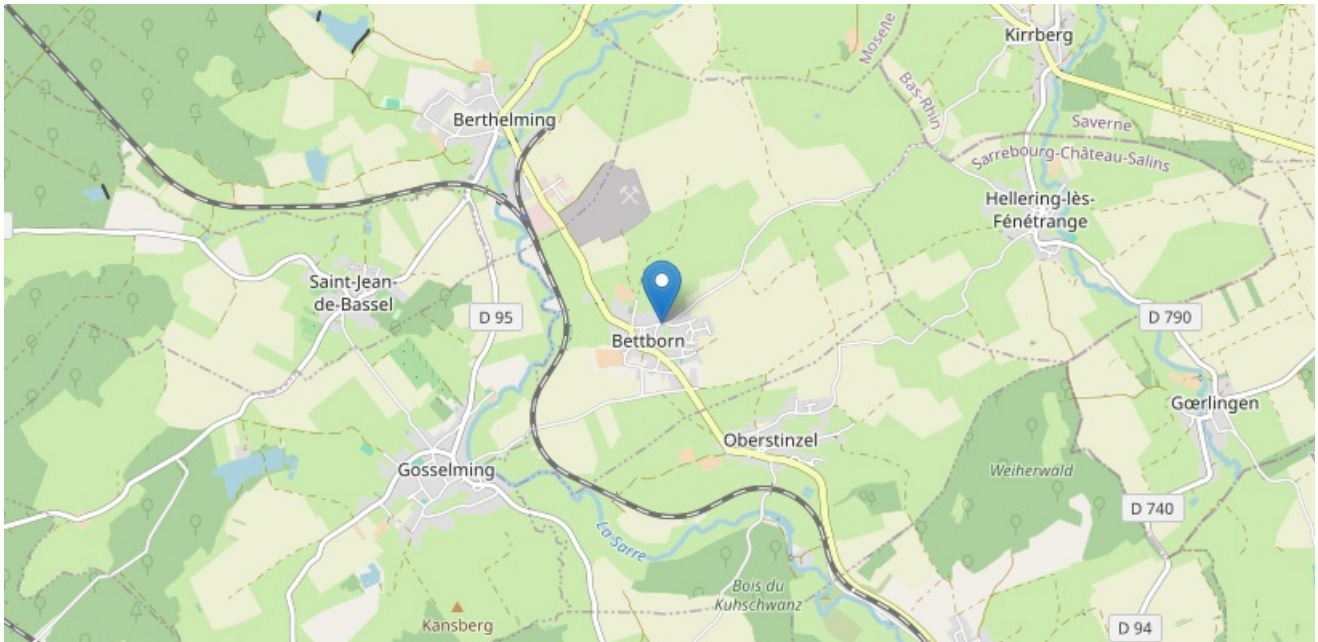 Kirrberg
Moselle
Bas-Rhin
Berthelming
Saverne
Sarrebourg-Château-Salins
Hellering-lès-
Fénétrange
Saint-Jean-
de-Bassel
D 95
D 790
Bettborn
Gœrlingen
Oberstinzel
Gosselming
Weiherwald
D 740
La Sarre
Bois du
Kuhschwanz
Kansberg
D 94